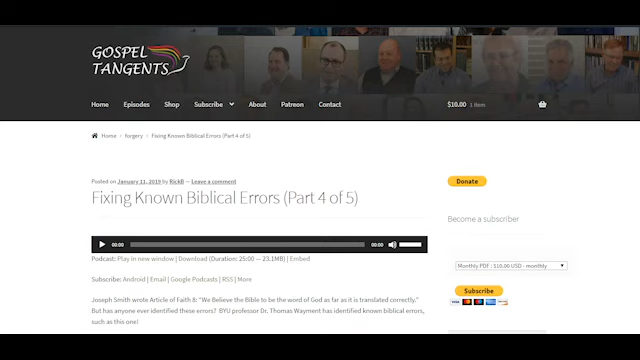 GOSPEL
TANGENTS
Home Episodes Shop Subscribe About Patreon Contact $10.00 1 item
Home › forgery › Fixing Known Biblical Errors (Part 4 of 5)
Posted on January 11, 2019 by RickB — Leave a comment
Donate
Fixing Known Biblical Errors (Part 4 of 5)
Become a subscriber
00:00 00:00
Podcast: Play in new window | Download (Duration: 25:00 — 23.1MB) | Embed
Monthly PDF : $10.00 USD - monthly
Subscribe: Android | Email | Google Podcasts | RSS | More
Subscribe
Joseph Smith wrote Article of Faith 8: “We Believe the Bible to be the word of God as far as it is translated correctly.”
But has anyone ever identified these errors? BYU professor Dr. Thomas Wayment has identified known biblical errors,
such as this one!